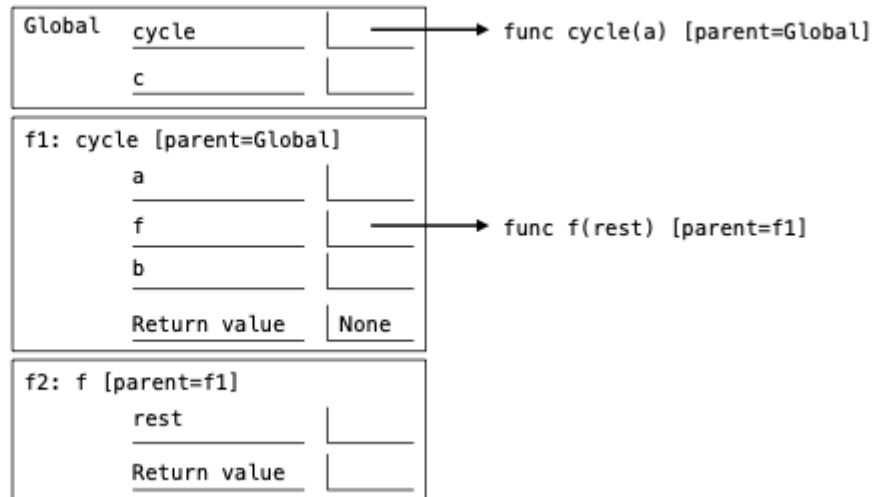 Global cycle func cycle(a) [parent=Global]
c
f1: cycle [parent=Global]
a
f func f(rest) [parent=f1]
b
Return value None
f2: f [parent=f1]
rest
Return value